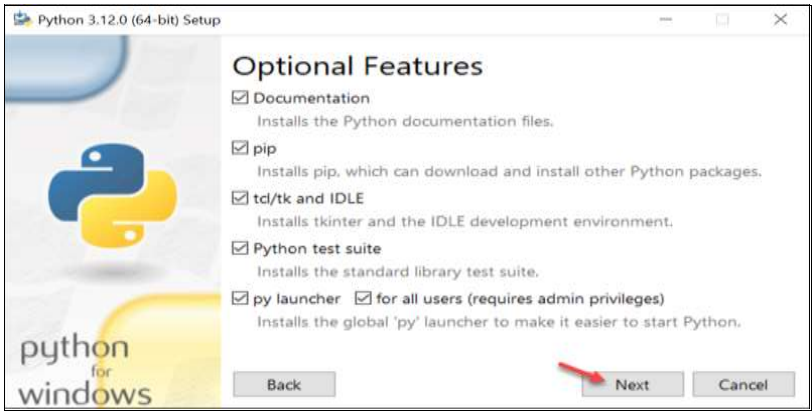 Python 3.12.0 (64-bit) Setup
Optional Features
Documentation
Installs the Python documentation files.
pip
Installs pip, which can download and install other Python packages.
tcl/tk and IDLE
Installs tkinter and the IDLE development environment.
Python test suite
Installs the standard library test suite.
py launcher for all users (requires admin privileges)
Installs the global 'py' launcher to make it easier to start Python.
python
for
windows
Back Next Cancel